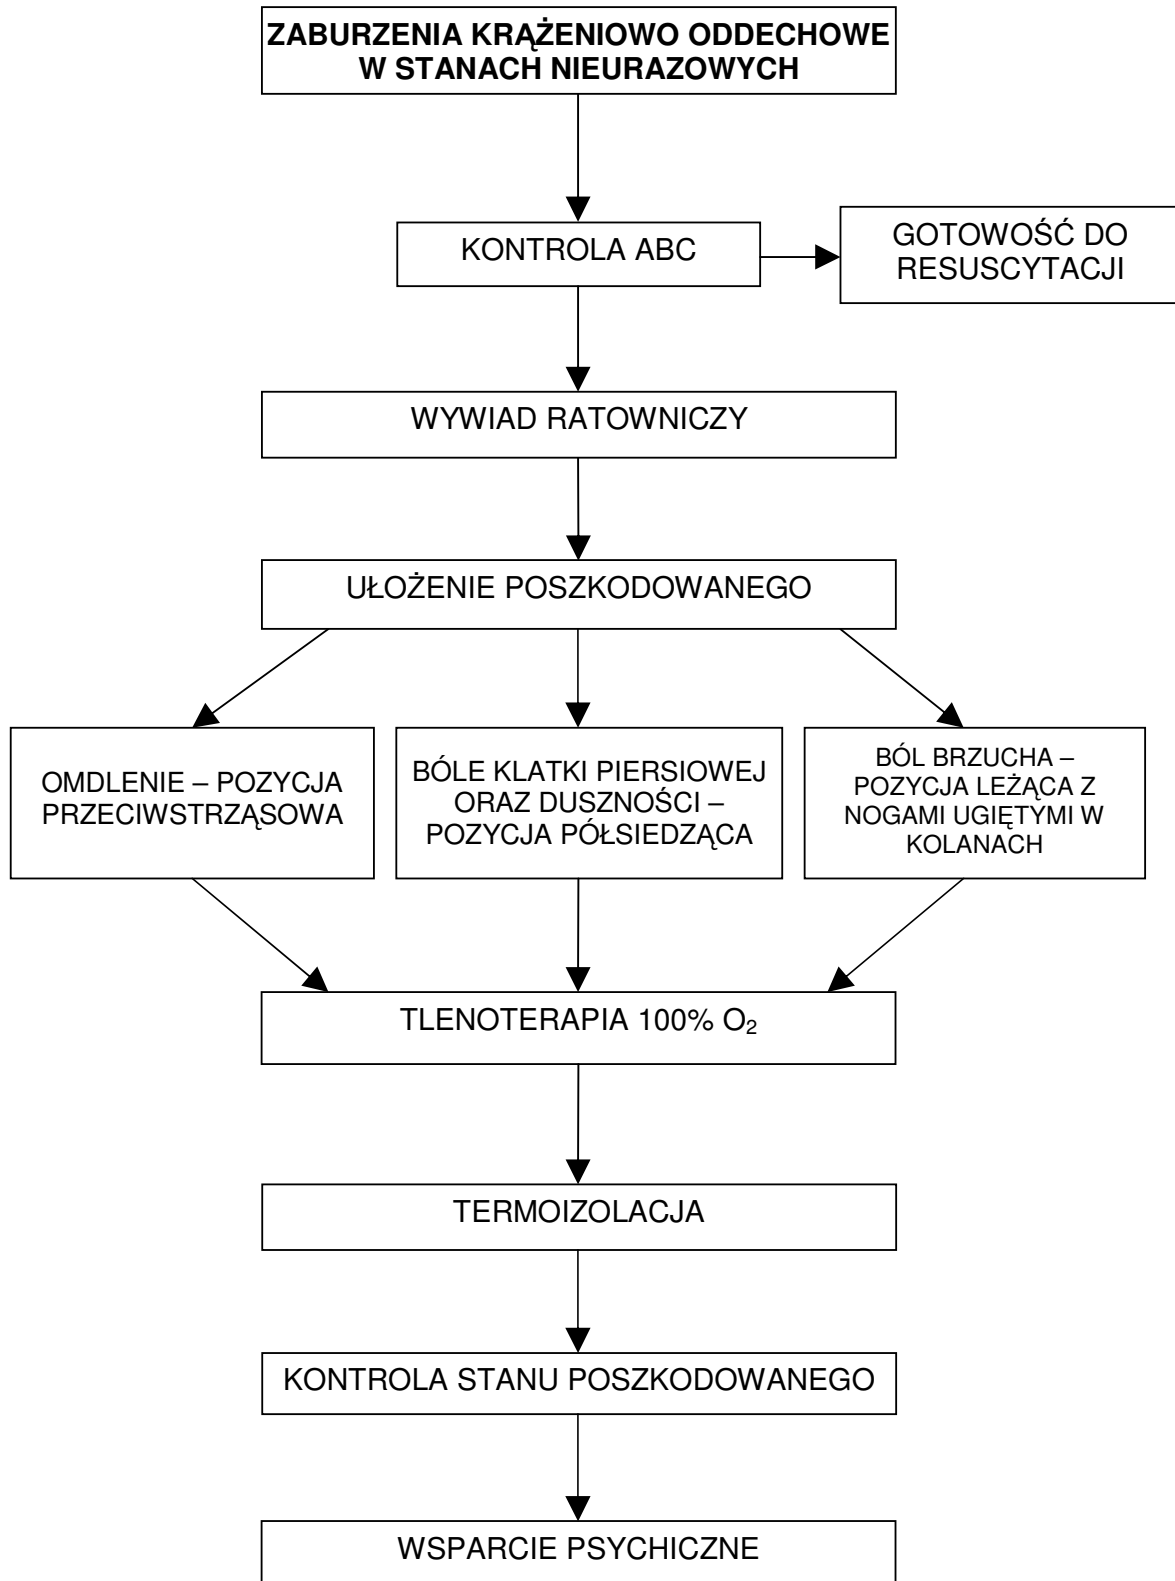 ZABURZENIA KRĄŻENIOWO ODDECHOWE
W STANACH NIEURAZOWYCH
KONTROLA ABC
GOTOWOŚĆ DO
RESUSCYTACJI
WYWIAD RATOWNICZY
UŁOŻENIE POSZKODOWANEGO
OMDLENIE – POZYCJA
PRZECIWSTRZĄSOWA
BÓLE KLATKI PIERSIOWEJ
ORAZ DUSZNOŚCI –
POZYCJA PÓŁSIEDZĄCA
BÓL BRZUCHA –
POZYCJA LEŻĄCA Z
NOGAMI UGIĘTYMI W
KOLANACH
TLENOTERAPIA 100% O₂
TERMOIZOLACJA
KONTROLA STANU POSZKODOWANEGO
WSPARCIE PSYCHICZNE